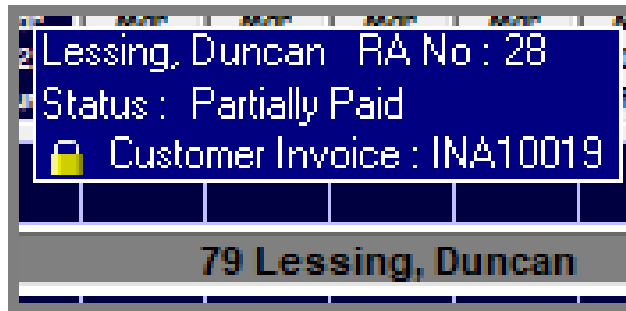 Lessing, Duncan RA No : 28
Status : Partially Paid
Customer Invoice : INA10019
79 Lessing, Duncan